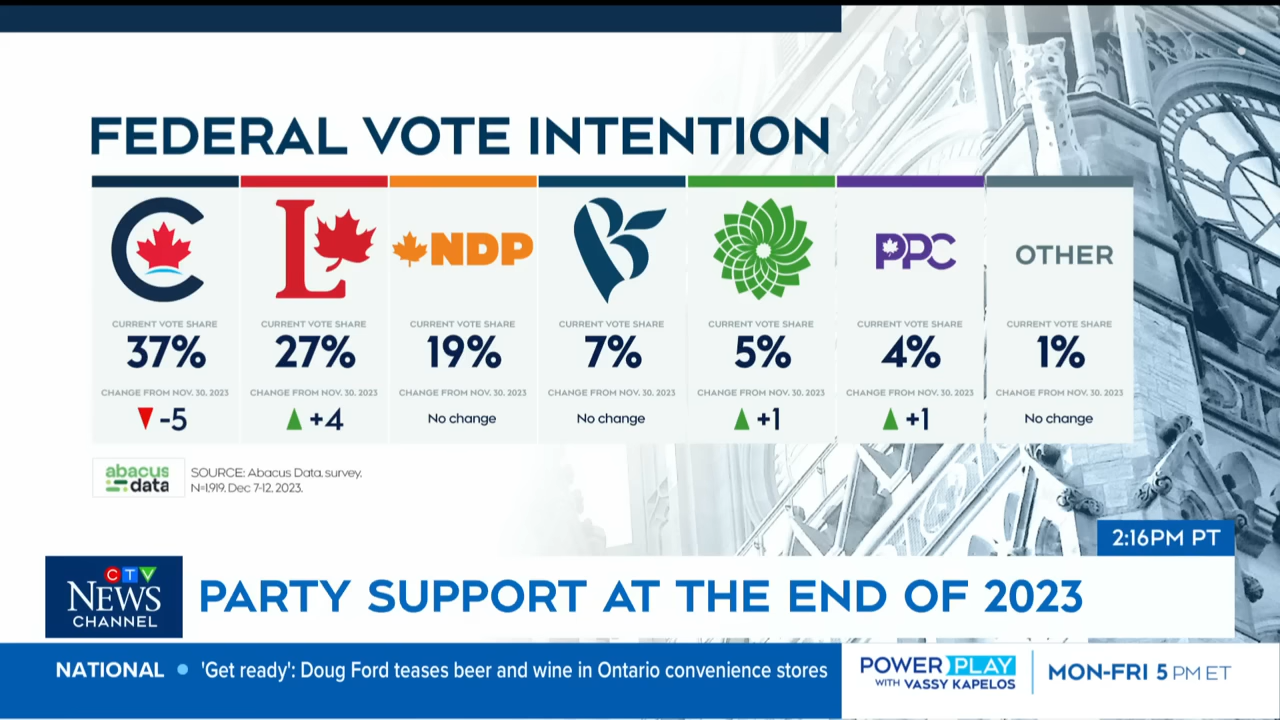 FEDERAL VOTE INTENTION
L NDP PPC OTHER
CURRENT VOTE SHARE CURRENT VOTE SHARE CURRENT VOTE SHARE CURRENT VOTE SHARE CURRENT VOTE SHARE CURRENT VOTE SHARE CURRENT VOTE SHARE
37% 27% 19% 7% 5% 4% 1%
CHANGE FROM NOV. 30, 2023 CHANGE FROM NOV. 30, 2023 CHANGE FROM NOV. 30, 2023 CHANGE FROM NOV. 30, 2023 CHANGE FROM NOV. 30, 2023 CHANGE FROM NOV. 30, 2023 CHANGE FROM NOV. 30, 2023
▼ -5 ▲ +4 No change No change ▲ +1 ▲ +1 No change
abacus
data
SOURCE: Abacus Data, survey,
N=1,919, Dec 7-12, 2023.
2:16PM PT
CTV
NEWS
CHANNEL
PARTY SUPPORT AT THE END OF 2023
NATIONAL • 'Get ready': Doug Ford teases beer and wine in Ontario convenience stores
POWER PLAY
WITH VASSY KAPELOS
MON-FRI 5 PM ET